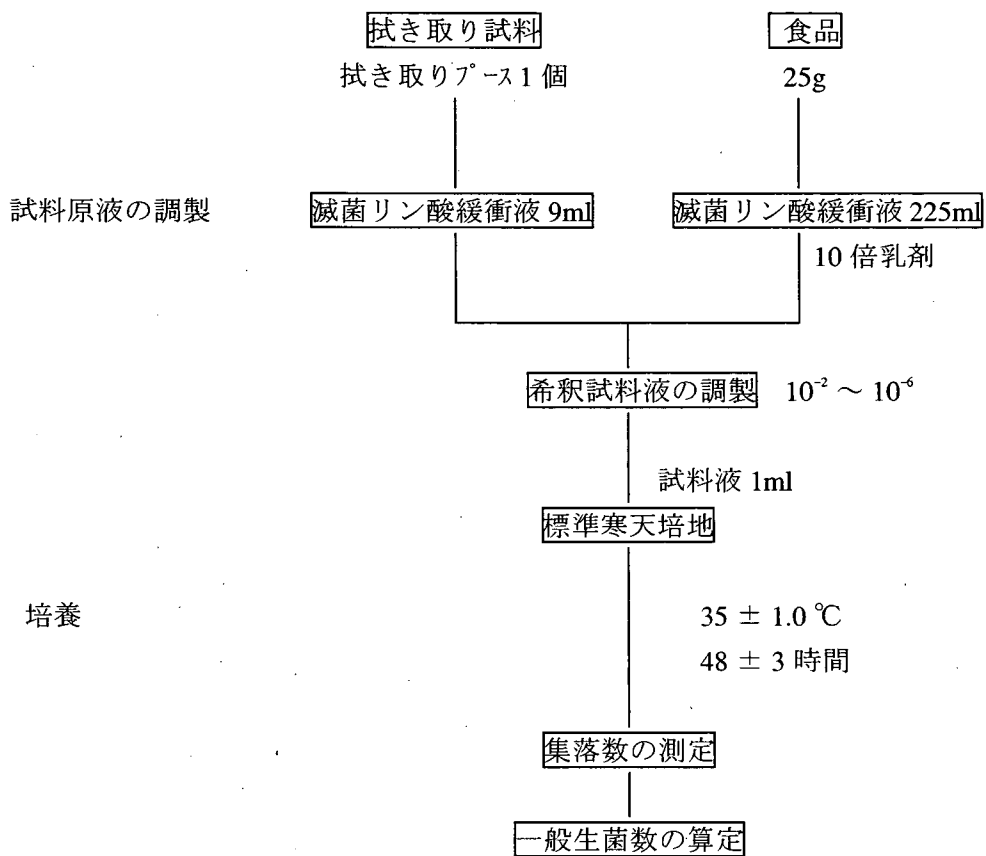 拭き取り試料
食品
拭き取りプース1個
25g
試料原液の調製
滅菌リン酸緩衝液 9ml
滅菌リン酸緩衝液 225ml
10倍乳剤
希釈試料液の調製
10⁻² ～ 10⁻⁶
試料液 1ml
標準寒天培地
培養
35 ± 1.0 ℃
48 ± 3 時間
集落数の測定
一般生菌数の算定